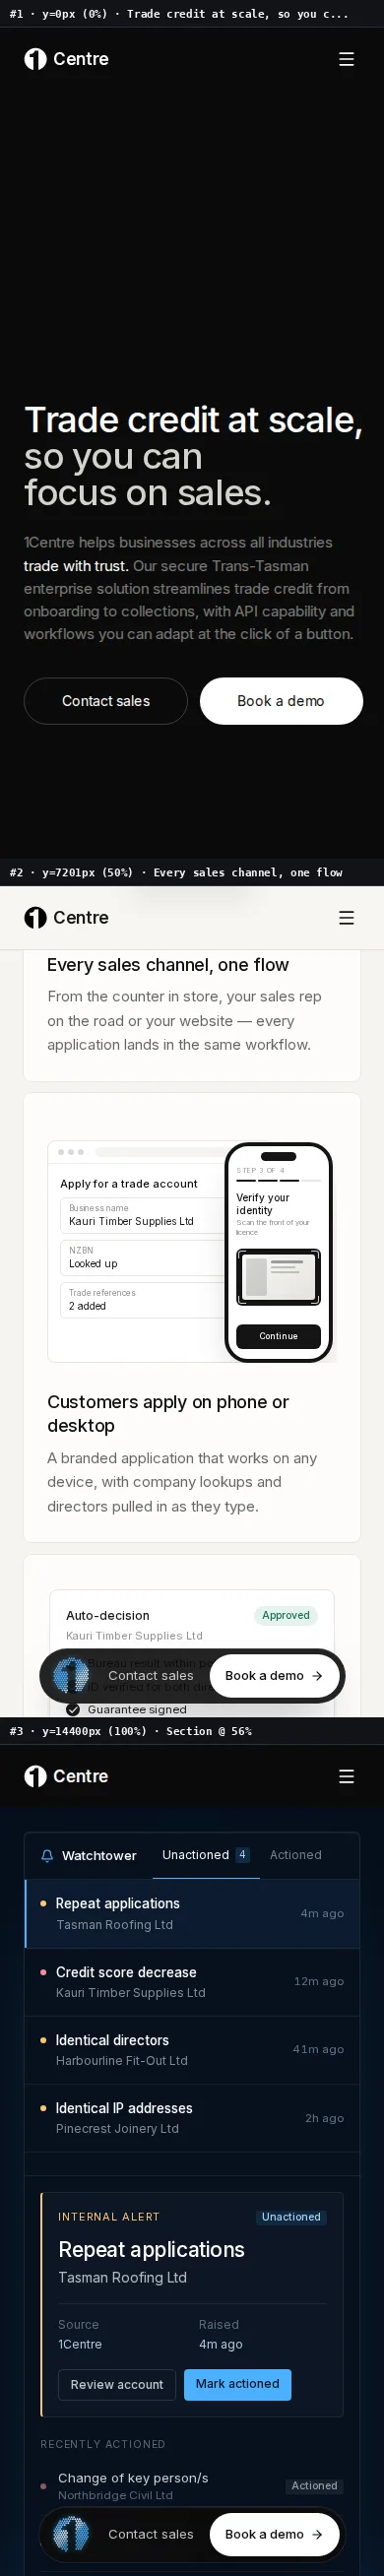 #1 · y=0px (0%) · Trade credit at scale, so you c...
1 Centre
Trade credit at scale,
so you can
focus on sales.
1Centre helps businesses across all industries
trade with trust. Our secure Trans-Tasman
enterprise solution streamlines trade credit from
onboarding to collections, with API capability and
workflows you can adapt at the click of a button.
Contact sales
Book a demo
#2 · y=7201px (50%) · Every sales channel, one flow
1 Centre
Every sales channel, one flow
From the counter in store, your sales rep
on the road or your website — every
application lands in the same workflow.
Apply for a trade account
Business name
Kauri Timber Supplies Ltd
NZBN
Looked up
Trade references
2 added
STEP 3 OF 4
Verify your
identity
Scan the front of your
licence
Continue
Customers apply on phone or
desktop
A branded application that works on any
device, with company lookups and
directors pulled in as they type.
Auto-decision
Approved
Kauri Timber Supplies Ltd
Bureau result within
ID verified for both
Contact sales
Book a demo →
Guarantee signed
#3 · y=14400px (100%) · Section @ 56%
1 Centre
Watchtower
Unactioned 4
Actioned
Repeat applications
Tasman Roofing Ltd
4m ago
Credit score decrease
Kauri Timber Supplies Ltd
12m ago
Identical directors
Harbourline Fit-Out Ltd
41m ago
Identical IP addresses
Pinecrest Joinery Ltd
2h ago
INTERNAL ALERT
Unactioned
Repeat applications
Tasman Roofing Ltd
Source
Raised
1Centre
4m ago
Review account
Mark actioned
RECENTLY ACTIONED
Change of key person/s
Northbridge Civil Ltd
Actioned
Contact sales
Book a demo →